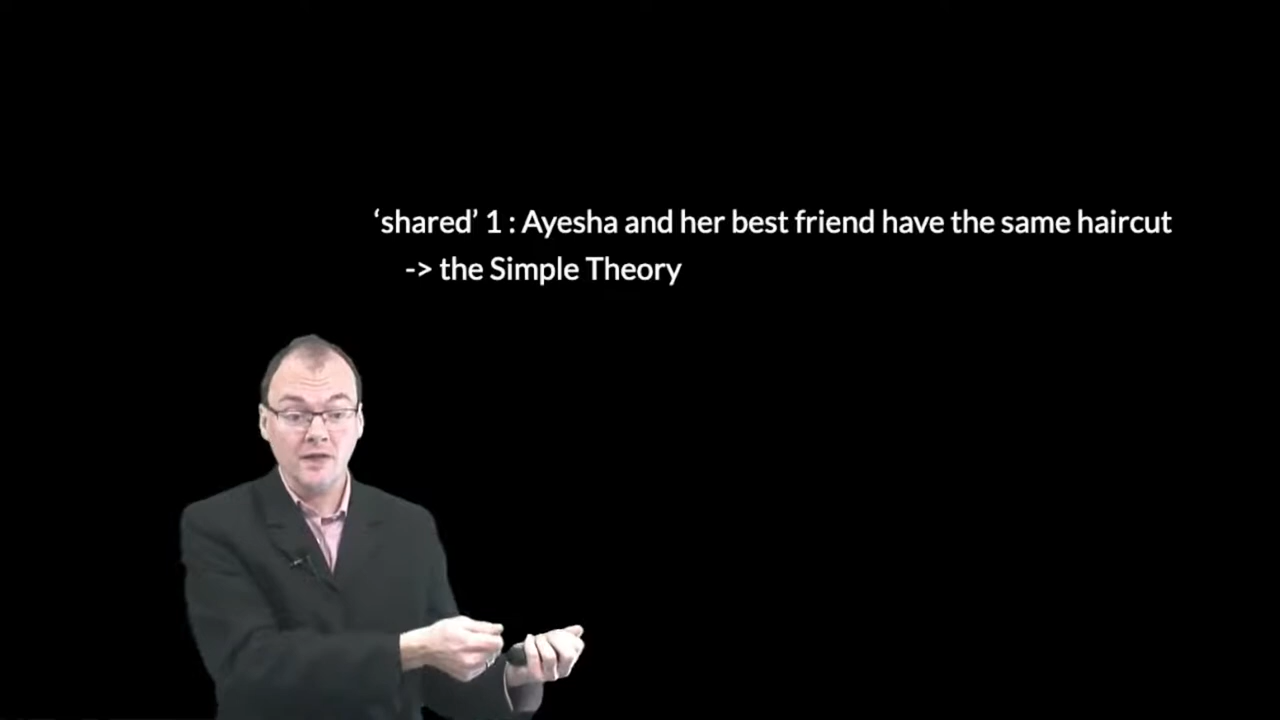 ‘shared’ 1 : Ayesha and her best friend have the same haircut
-> the Simple Theory